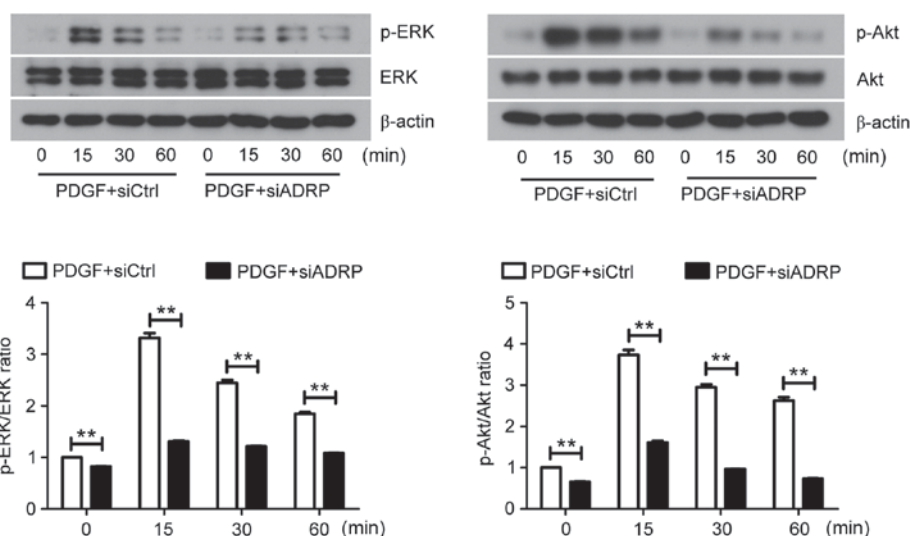 p-ERK
ERK
β-actin
0 15 30 60 0 15 30 60 (min)
PDGF+siCtrl PDGF+siADRP
p-Akt
Akt
β-actin
0 15 30 60 0 15 30 60 (min)
PDGF+siCtrl PDGF+siADRP
PDGF+siCtrl PDGF+siADRP
p-ERK/ERK ratio
4
3
2
1
0
** ** ** **
0 15 30 60 (min)
PDGF+siCtrl PDGF+siADRP
p-Akt/Akt ratio
5
4
3
2
1
0
** ** ** **
0 15 30 60 (min)